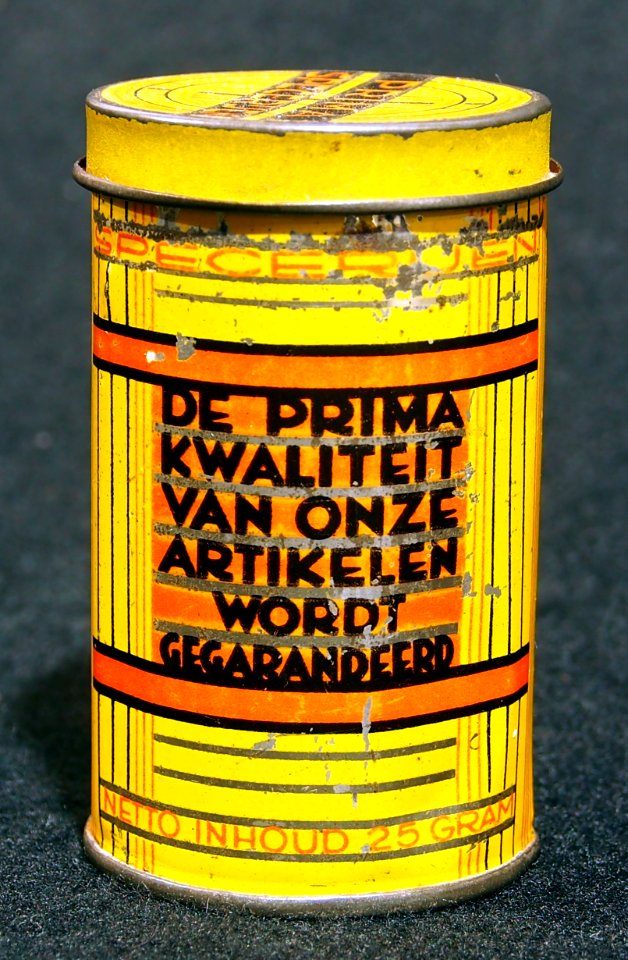 SPECERIJEN
DE PRIMA
KWALITEIT
VAN ONZE
ARTIKELEN
WORDT
GEGARANDEERD
NETTO INHOUD 25 GRAM